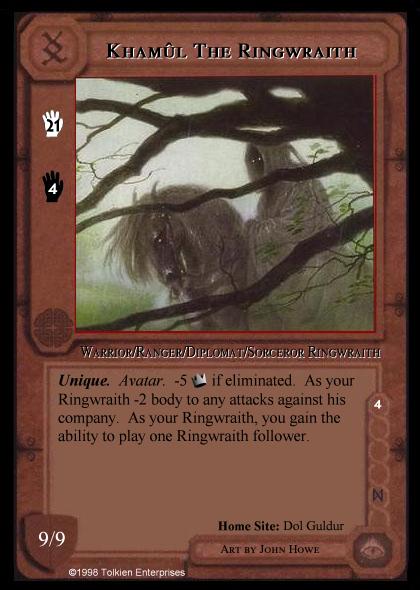 Khamûl The Ringwraith
21
4
Warrior/Ranger/Diplomat/Sorceror Ringwraith
Unique. Avatar. -5 if eliminated. As your
Ringwraith -2 body to any attacks against his
company. As your Ringwraith, you gain the
ability to play one Ringwraith follower.
4
Home Site: Dol Guldur
9/9
Art by John Howe
©1998 Tolkien Enterprises